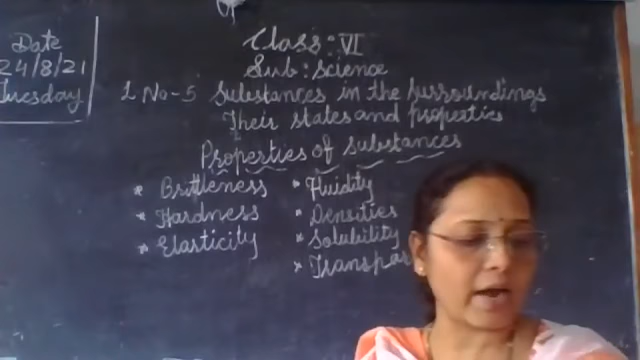 Date
24/8/21
Tuesday
Class: VI
Sub: Science
L No-5 Substances in the surroundings
Their states and properties
Properties of substances
* Brittleness
* Hardness
* Elasticity
* Fluidity
* Densities
* Solubility
* Transpar